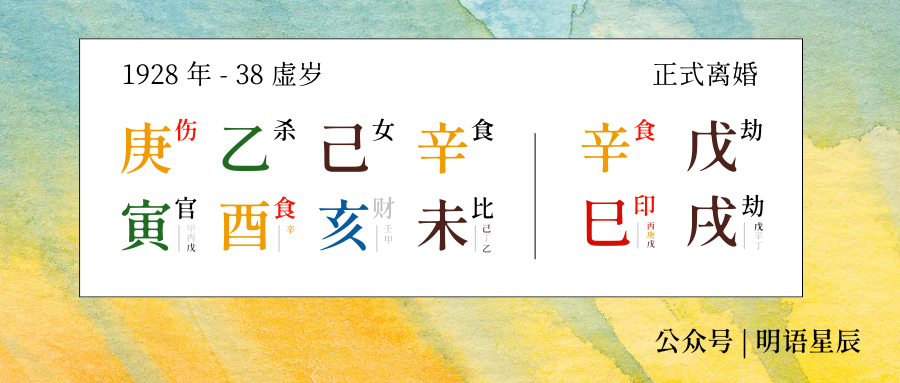 1928 年 - 38 虚岁 正式离婚
庚伤 乙杀 己女 辛食 辛食 戊劫
寅官 酉食 亥财 未比 巳印 戌劫
甲丙戊 辛 壬甲 己丁乙 丙庚戊 戊辛丁
公众号 | 明语星辰